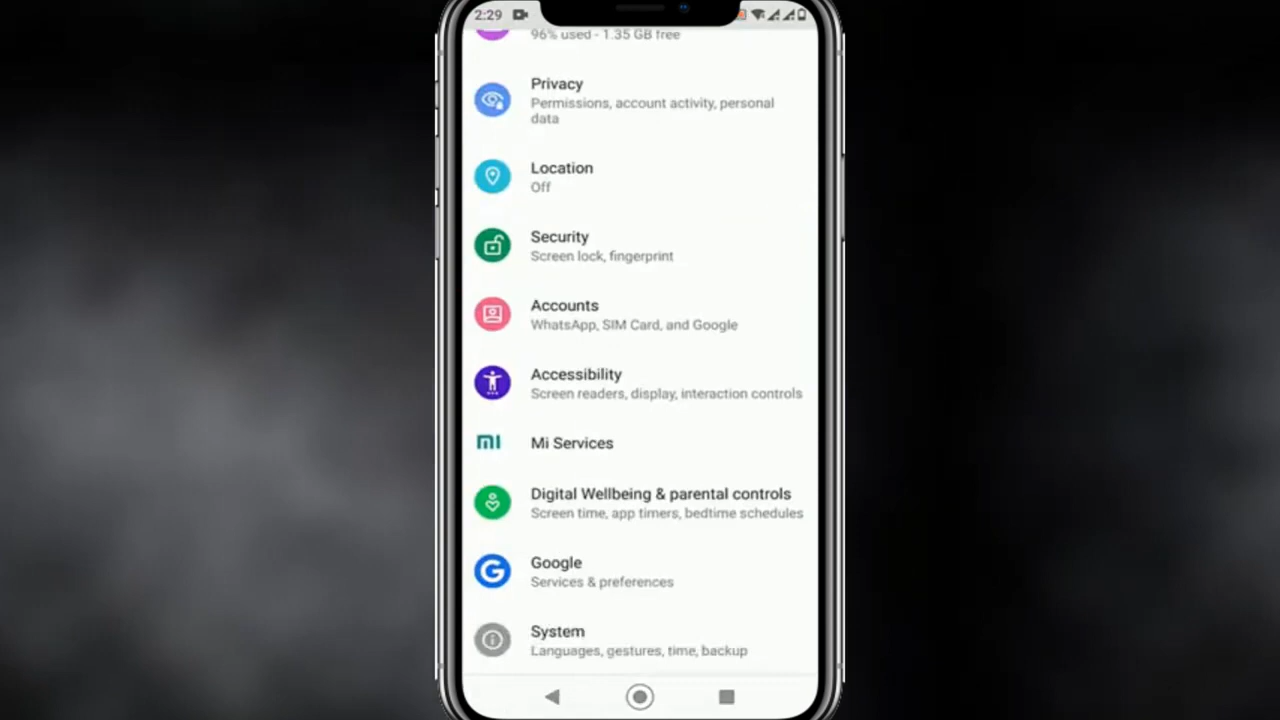 2:29
96% used - 1.35 GB free
Privacy
Permissions, account activity, personal
data
Location
Off
Security
Screen lock, fingerprint
Accounts
WhatsApp, SIM Card, and Google
Accessibility
Screen readers, display, interaction controls
Mi Services
Digital Wellbeing & parental controls
Screen time, app timers, bedtime schedules
Google
Services & preferences
System
Languages, gestures, time, backup